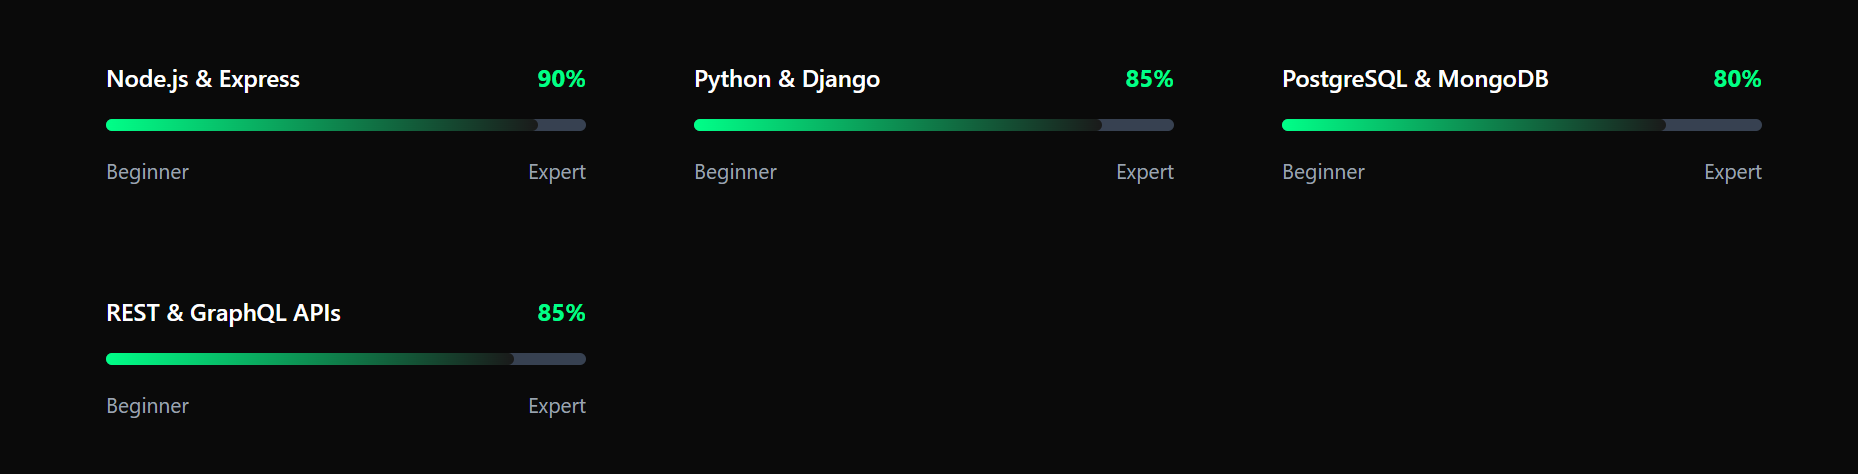 Node.js & Express 90%
Python & Django 85%
PostgreSQL & MongoDB 80%
Beginner Expert
Beginner Expert
Beginner Expert
REST & GraphQL APIs 85%
Beginner Expert